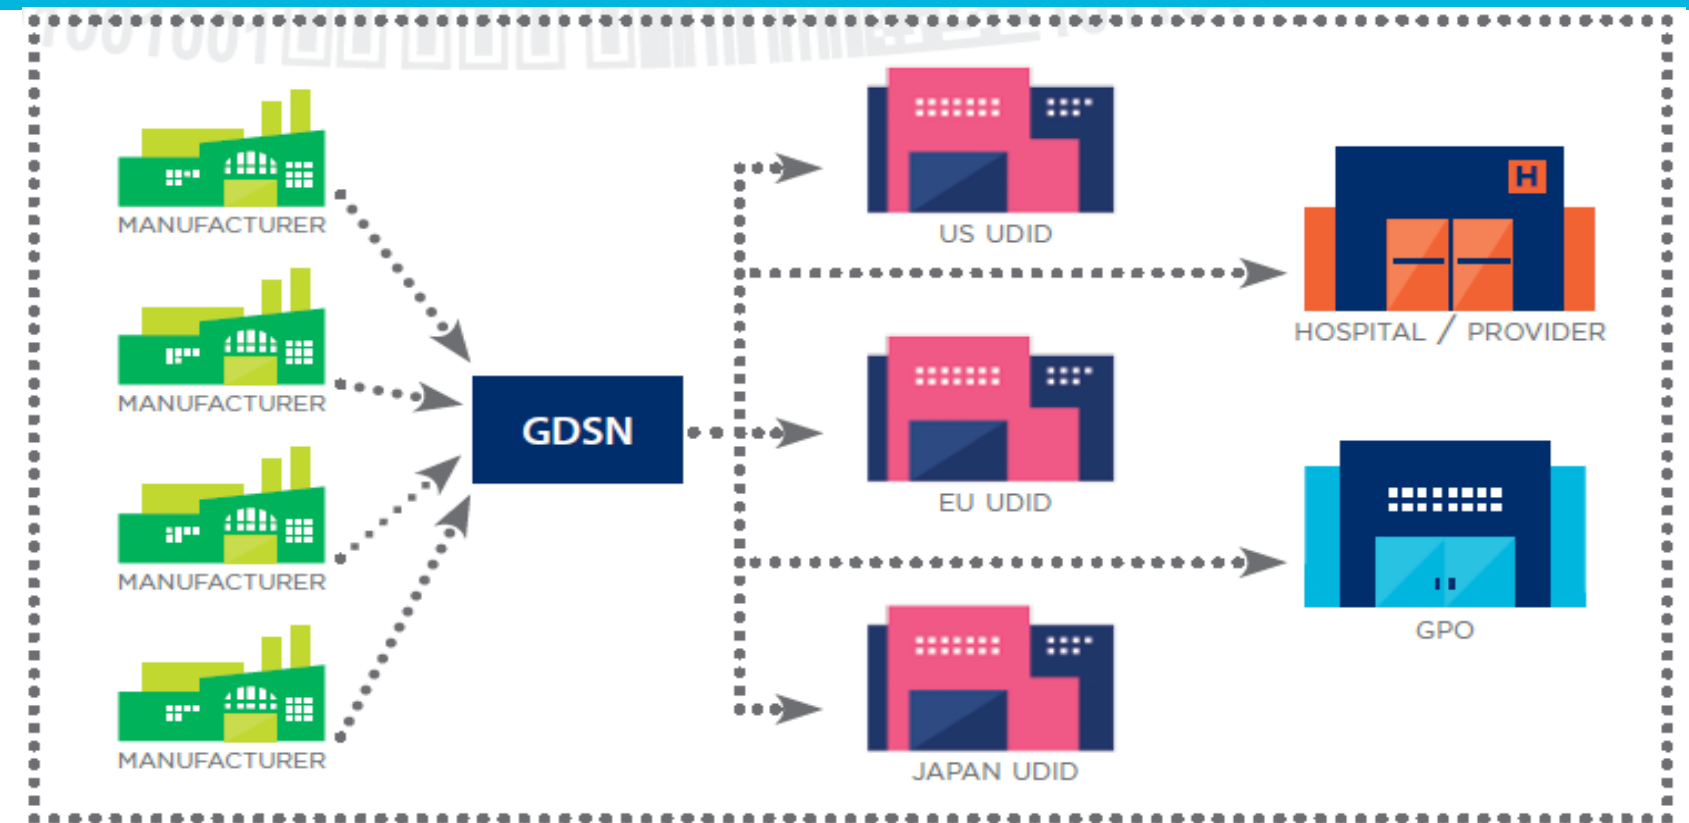 MANUFACTURER
MANUFACTURER
MANUFACTURER
MANUFACTURER
GDSN
US UDID
EU UDID
JAPAN UDID
H
HOSPITAL / PROVIDER
GPO